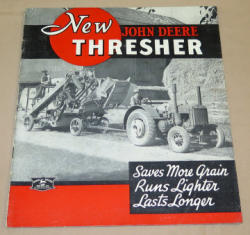 New
JOHN DEERE
THRESHER
Saves More Grain
Runs Lighter
Lasts Longer